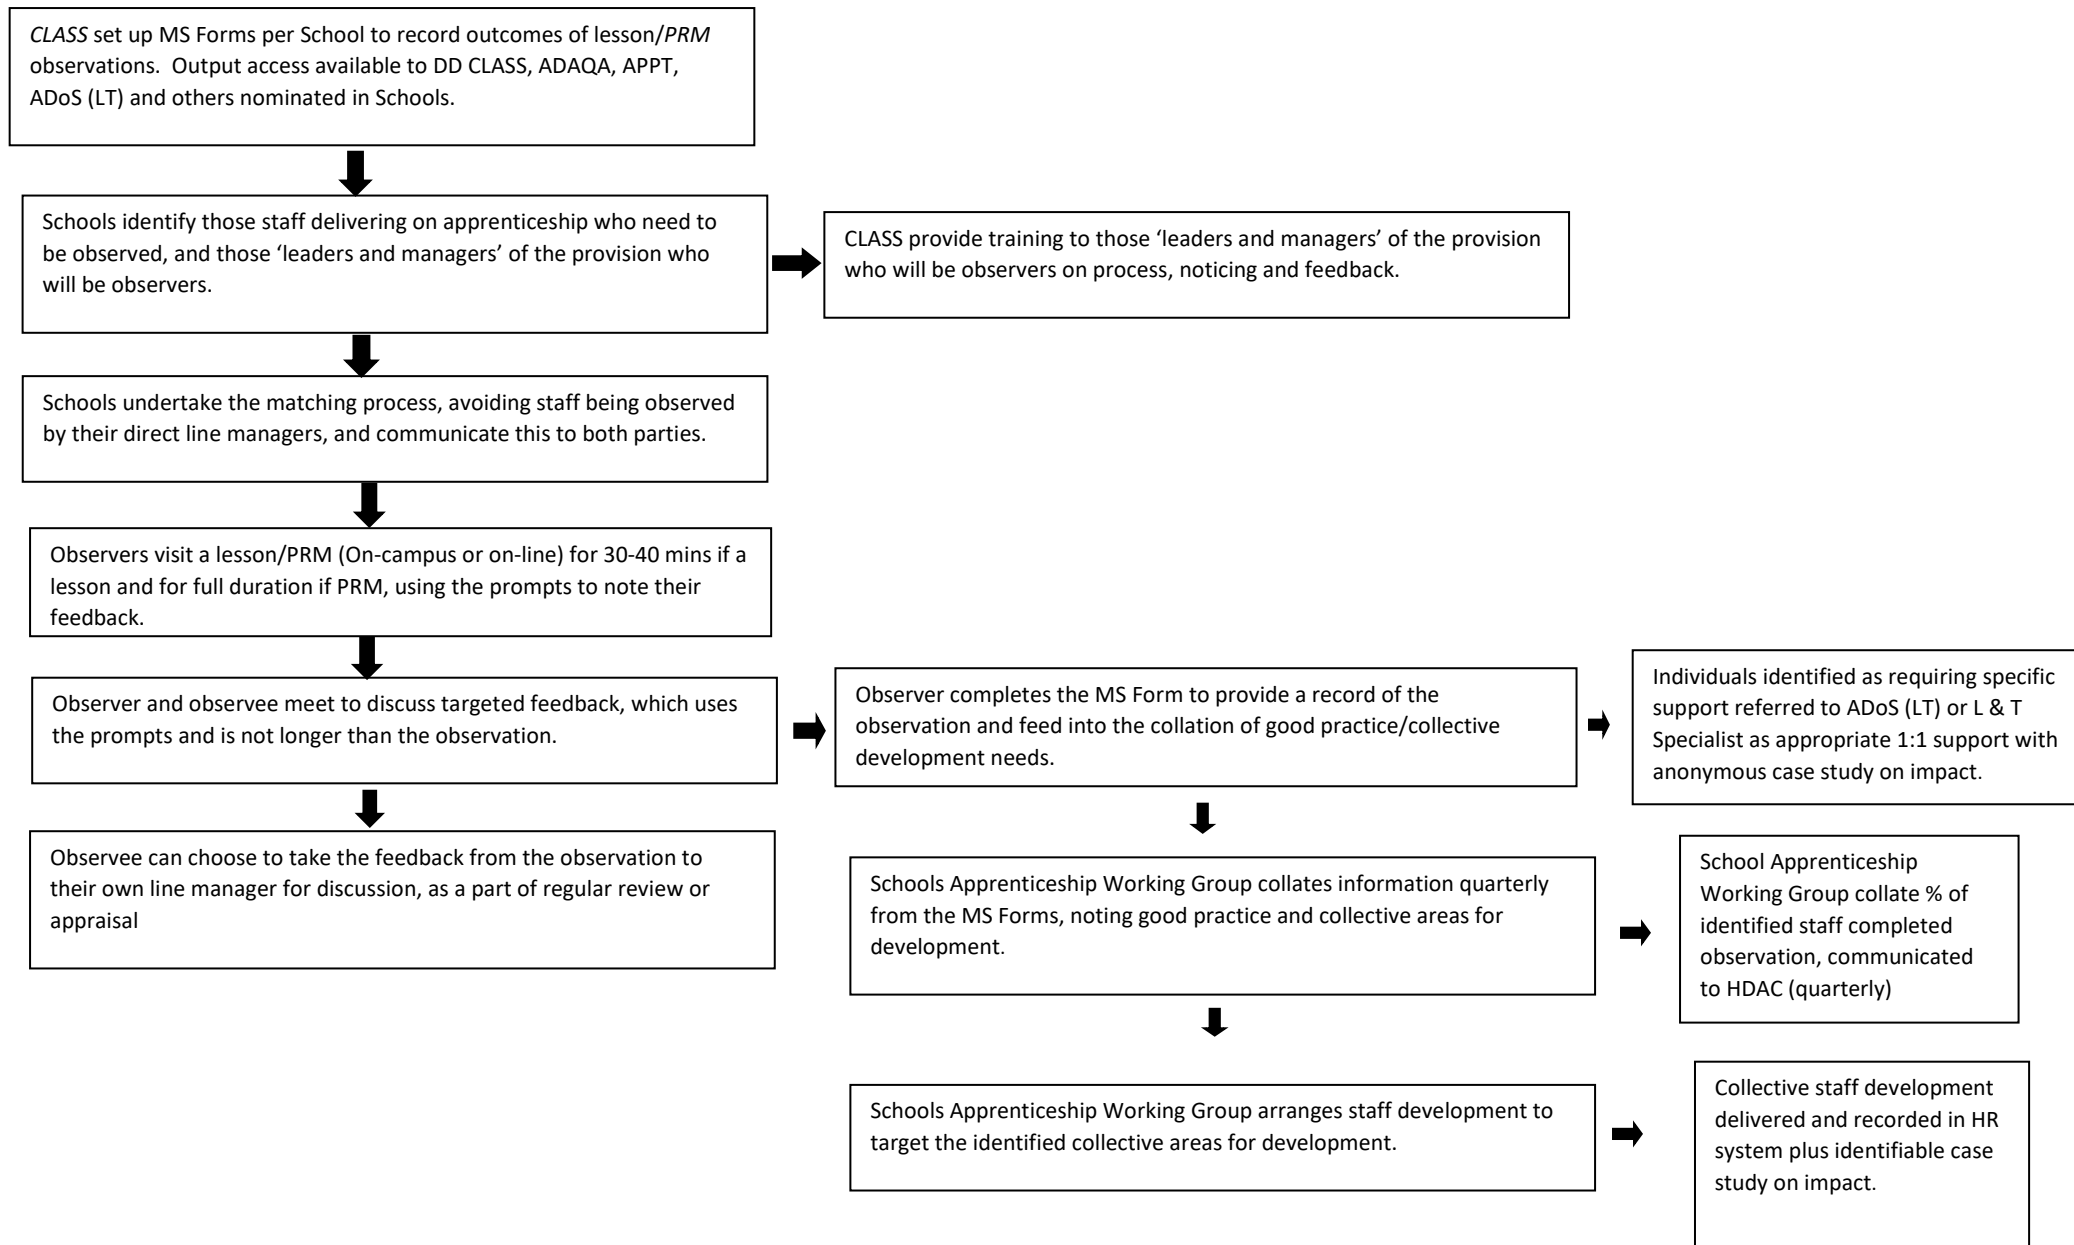 CLASS set up MS Forms per School to record outcomes of lesson/PRM
observations.  Output access available to DD CLASS, ADAQA, APPT,
ADoS (LT) and others nominated in Schools.
Schools identify those staff delivering on apprenticeship who need to
be observed, and those ‘leaders and managers’ of the provision who
will be observers.
CLASS provide training to those ‘leaders and managers’ of the provision
who will be observers on process, noticing and feedback.
Schools undertake the matching process, avoiding staff being observed
by their direct line managers, and communicate this to both parties.
Observers visit a lesson/PRM (On-campus or on-line) for 30-40 mins if a
lesson and for full duration if PRM, using the prompts to note their
feedback.
Observer and observee meet to discuss targeted feedback, which uses
the prompts and is not longer than the observation.
Observer completes the MS Form to provide a record of the
observation and feed into the collation of good practice/collective
development needs.
Individuals identified as requiring specific
support referred to ADoS (LT) or L & T
Specialist as appropriate 1:1 support with
anonymous case study on impact.
Observee can choose to take the feedback from the observation to
their own line manager for discussion, as a part of regular review or
appraisal
Schools Apprenticeship Working Group collates information quarterly
from the MS Forms, noting good practice and collective areas for
development.
School Apprenticeship
Working Group collate % of
identified staff completed
observation, communicated
to HDAC (quarterly)
Schools Apprenticeship Working Group arranges staff development to
target the identified collective areas for development.
Collective staff development
delivered and recorded in HR
system plus identifiable case
study on impact.